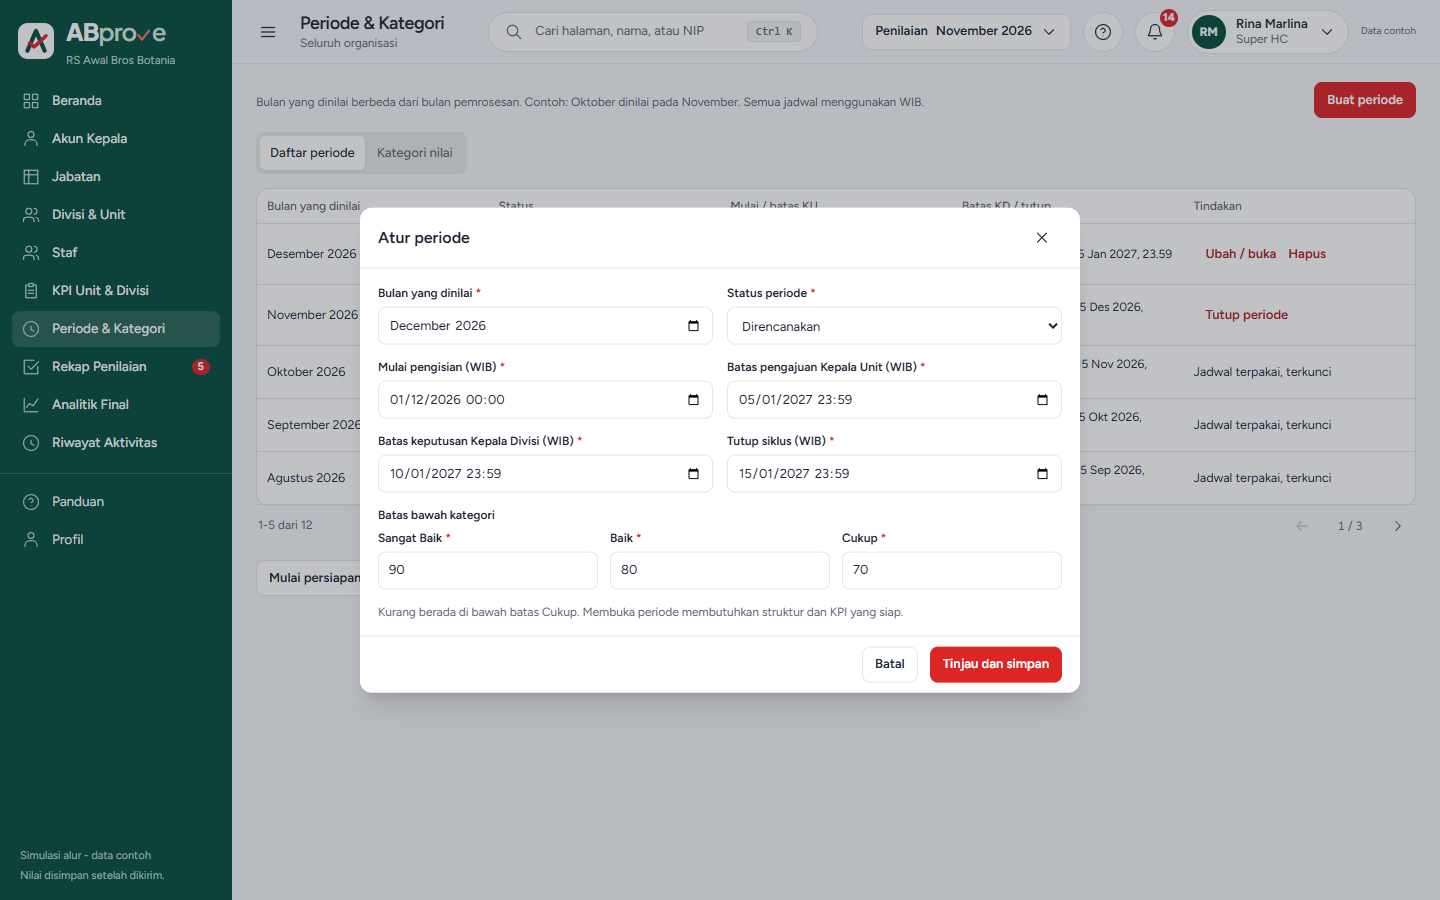 ABprove
RS Awal Bros Botania
Beranda
Akun Kepala
Jabatan
Divisi & Unit
Staf
KPI Unit & Divisi
Periode & Kategori
Rekap Penilaian 5
Analitik Final
Riwayat Aktivitas
Panduan
Profil
Simulasi alur - data contoh
Nilai disimpan setelah dikirim.
Periode & Kategori
Seluruh organisasi
Cari halaman, nama, atau NIP Ctrl K
Penilaian November 2026
14
RM
Rina Marlina
Super HC
Data contoh
Bulan yang dinilai berbeda dari bulan pemrosesan. Contoh: Oktober dinilai pada November. Semua jadwal menggunakan WIB.
Buat periode
Daftar periode Kategori nilai
Bulan yang dinilai Status Mulai / batas KU Batas KD / tutup Tindakan
Desember 2026 5 Jan 2027, 23.59 Ubah / buka Hapus
November 2026 5 Des 2026, Tutup periode
Oktober 2026 5 Nov 2026, Jadwal terpakai, terkunci
September 2026 5 Okt 2026, Jadwal terpakai, terkunci
Agustus 2026 5 Sep 2026, Jadwal terpakai, terkunci
1-5 dari 12 1 / 3
Mulai persiapan
Atur periode
Bulan yang dinilai * Status periode *
December 2026 Direncanakan
Mulai pengisian (WIB) * Batas pengajuan Kepala Unit (WIB) *
01/12/2026 00:00 05/01/2027 23:59
Batas keputusan Kepala Divisi (WIB) * Tutup siklus (WIB) *
10/01/2027 23:59 15/01/2027 23:59
Batas bawah kategori
Sangat Baik * Baik * Cukup *
90 80 70
Kurang berada di bawah batas Cukup. Membuka periode membutuhkan struktur dan KPI yang siap.
Batal Tinjau dan simpan